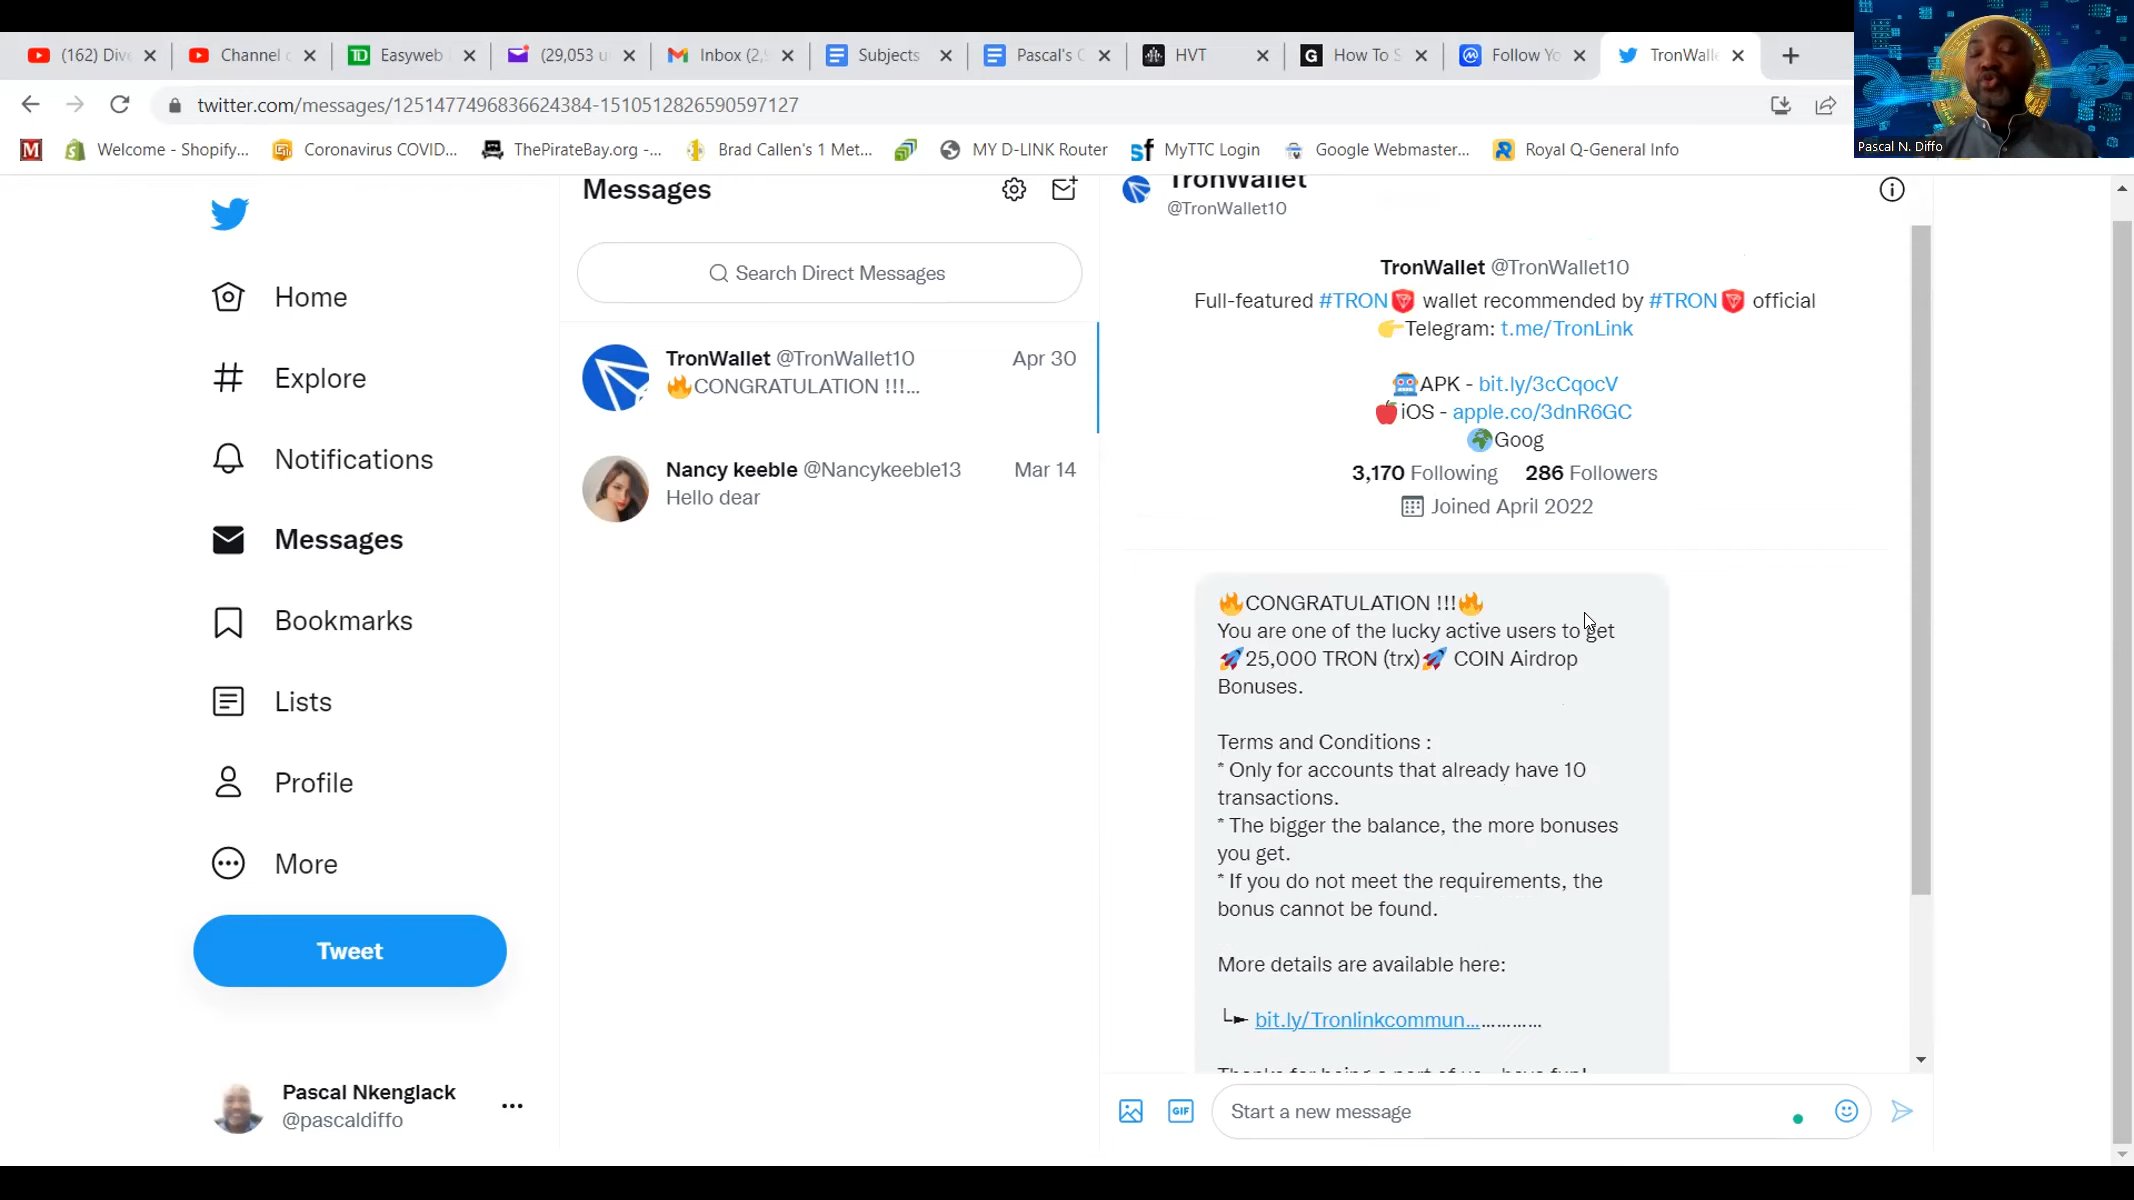 (162) Div
Channel
Easyweb
(29,053 u
Inbox (2,
Subjects
Pascal's
HVT
How To S
Follow Yo
TronWalle
twitter.com/messages/1251477496836624384-1510512826590597127
Pascal N. Diffo
M
Welcome - Shopify...
Coronavirus COVID...
ThePirateBay.org -...
Brad Callen's 1 Met...
MY D-LINK Router
MyTTC Login
Google Webmaster...
Royal Q-General Info
Home
Explore
Notifications
Messages
Bookmarks
Lists
Profile
More
Tweet
Pascal Nkenglack
@pascaldiffo
Messages
Search Direct Messages
TronWallet @TronWallet10 Apr 30
🔥CONGRATULATION !!!...
Nancy keeble @Nancykeeble13 Mar 14
Hello dear
TronWallet
@TronWallet10
TronWallet @TronWallet10
Full-featured #TRON wallet recommended by #TRON official
👉Telegram: t.me/TronLink
🤖APK - bit.ly/3cCqocV
🍎iOS - apple.co/3dnR6GC
🌍Goog
3,170 Following 286 Followers
Joined April 2022
🔥CONGRATULATION !!!🔥
You are one of the lucky active users to get
🚀25,000 TRON (trx)🚀 COIN Airdrop
Bonuses.
Terms and Conditions :
* Only for accounts that already have 10
transactions.
* The bigger the balance, the more bonuses
you get.
* If you do not meet the requirements, the
bonus cannot be found.
More details are available here:
╰► bit.ly/Tronlinkcommun…............
Thanks for being a part of
GIF
Start a new message